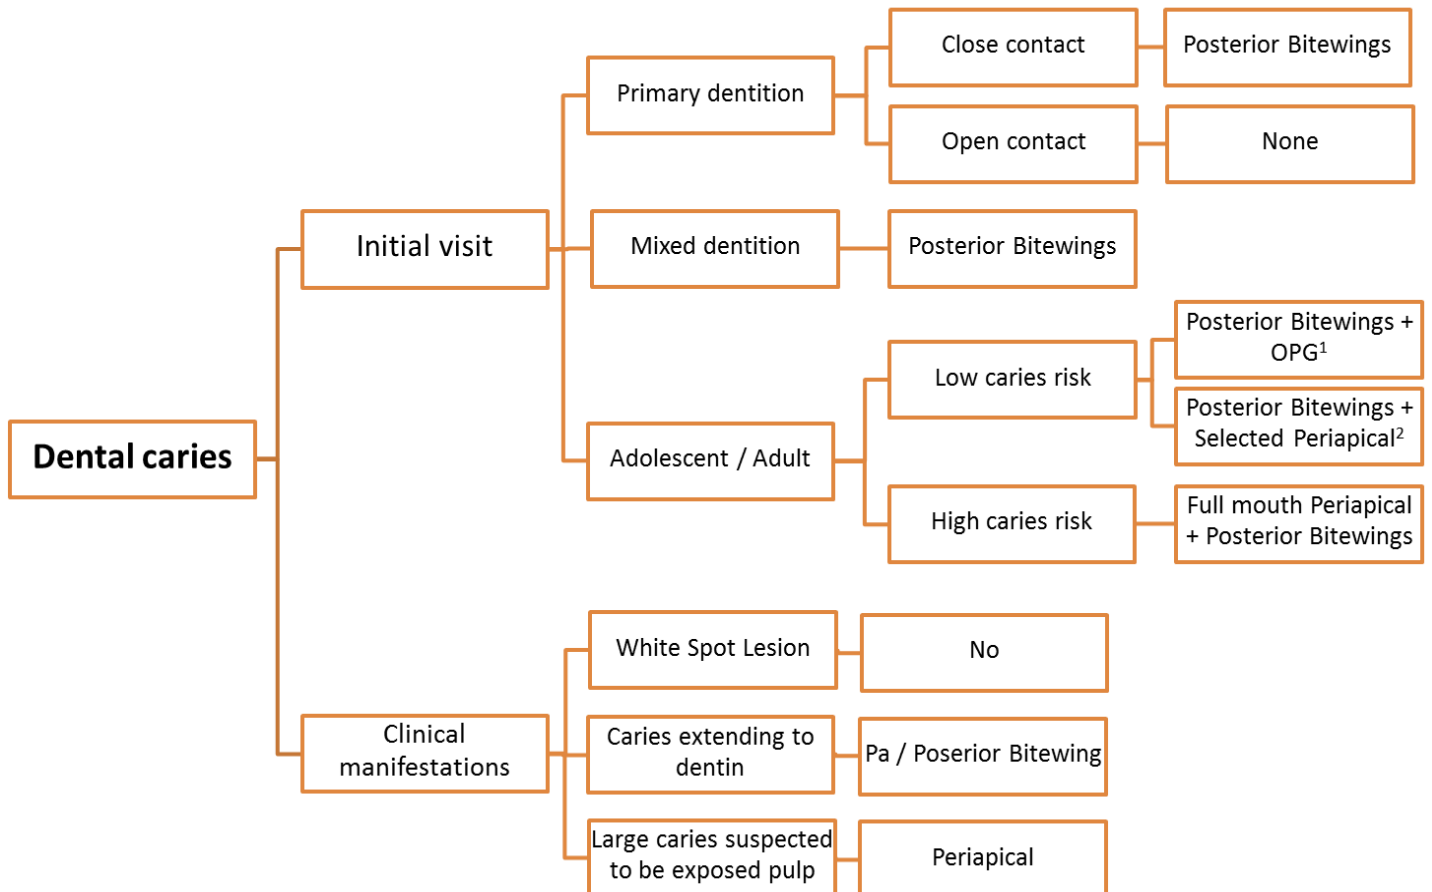 Dental caries
Initial visit
Primary dentition
Close contact
Posterior Bitewings
Open contact
None
Mixed dentition
Posterior Bitewings
Adolescent / Adult
Low caries risk
Posterior Bitewings +
OPG¹
Posterior Bitewings +
Selected Periapical²
High caries risk
Full mouth Periapical
+ Posterior Bitewings
Clinical
manifestations
White Spot Lesion
No
Caries extending to
dentin
Pa / Poserior Bitewing
Large caries suspected
to be exposed pulp
Periapical